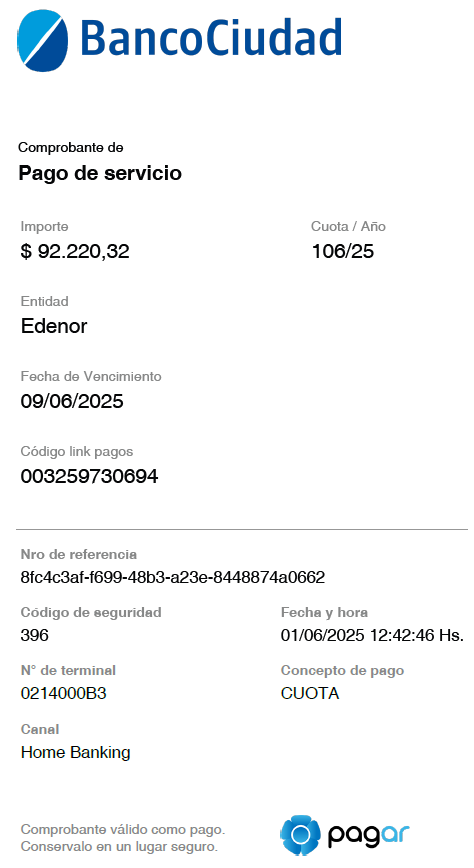 BancoCiudad
Comprobante de
Pago de servicio
Importe
$ 92.220,32
Cuota / Año
106/25
Entidad
Edenor
Fecha de Vencimiento
09/06/2025
Código link pagos
003259730694
Nro de referencia
8fc4c3af-f699-48b3-a23e-8448874a0662
Código de seguridad
396
Fecha y hora
01/06/2025 12:42:46 Hs.
N° de terminal
0214000B3
Concepto de pago
CUOTA
Canal
Home Banking
Comprobante válido como pago.
Conservalo en un lugar seguro.
pagar